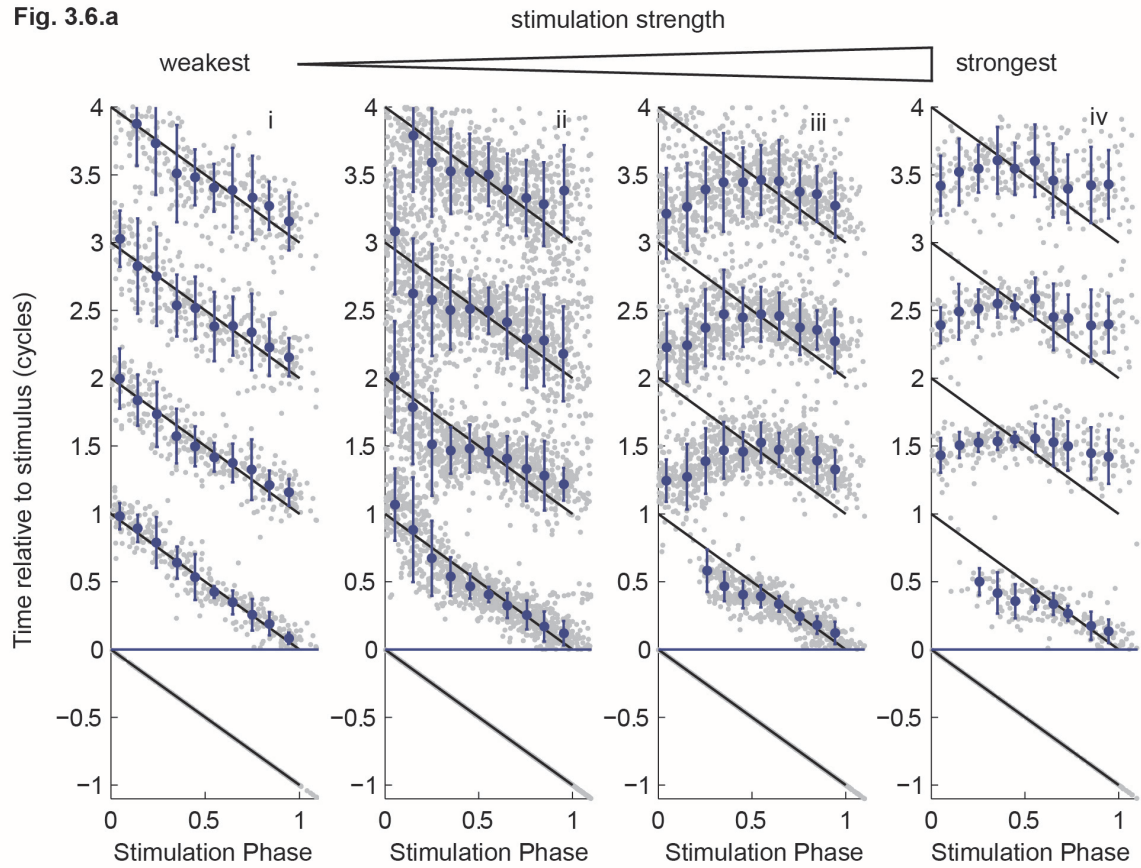 Fig. 3.6.a
stimulation strength
weakest
strongest
Time relative to stimulus (cycles)
i
ii
iii
iv
4
3.5
3
2.5
2
1.5
1
0.5
0
−0.5
−1
4
3.5
3
2.5
2
1.5
1
0.5
0
−0.5
−1
4
3.5
3
2.5
2
1.5
1
0.5
0
−0.5
−1
4
3.5
3
2.5
2
1.5
1
0.5
0
−0.5
−1
0 0.5 1
0 0.5 1
0 0.5 1
0 0.5 1
Stimulation Phase
Stimulation Phase
Stimulation Phase
Stimulation Phase